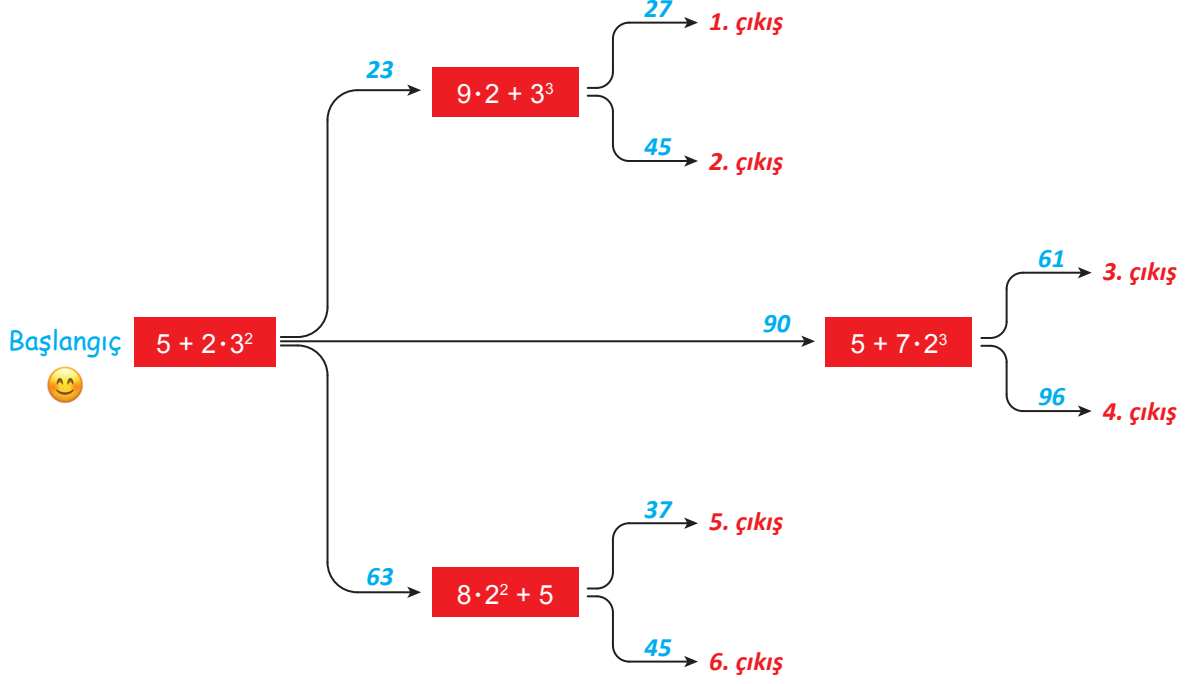 27
1. çıkış
23
9·2 + 3³
45
2. çıkış
61
3. çıkış
Başlangıç
5 + 2·3²
90
5 + 7·2³
96
4. çıkış
37
5. çıkış
63
8·2² + 5
45
6. çıkış